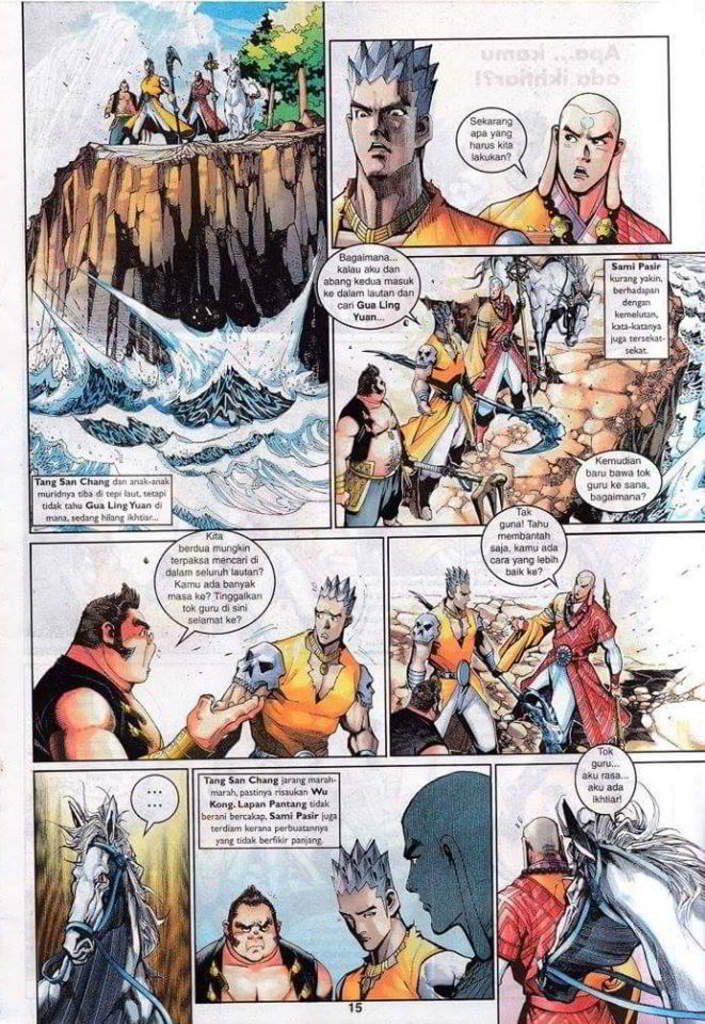 Apa... kamu
ada ikhtiar?!
Sekarang
apa yang
harus kita
lakukan?
Tang San Chang dan anak-anak
muridnya tiba di tepi laut, setapi
tidak tahu Gua Ling Yuan di
mana, sedang hilang ikhtiar...
Bagaimana...
kalau aku dan
abang kedua masuk
ke dalam lautan dan
cari Gua Ling
Yuan...
Sami Pasir
kurang yakin,
berhadapan
dengan
kemelutan,
kata-katanya
juga tersekat-
sekat.
Kemudian
baru bawa tok
guru ke sana,
bagaimana?
Kita
berdua mungkin
terpaksa mencari di
dalam seluruh lautan?
Kamu ada banyak
masa ke? Tinggalkan
tok guru di sini
seorang ke?
Tak
guna! Tahu
membantah
saja, kamu ada
cara yang lebih
baik ke?
...
...
Tang San Chang jarang marah-
marah, pastinya risaukan Wu
Kong. Lapan Pantang tidak
berani bercakap, Sami Pasir juga
terdiam kerana perbuatannya
yang tidak berfikir panjang.
Tok
guru...
aku rasa...
aku ada
ikhtiar!
15